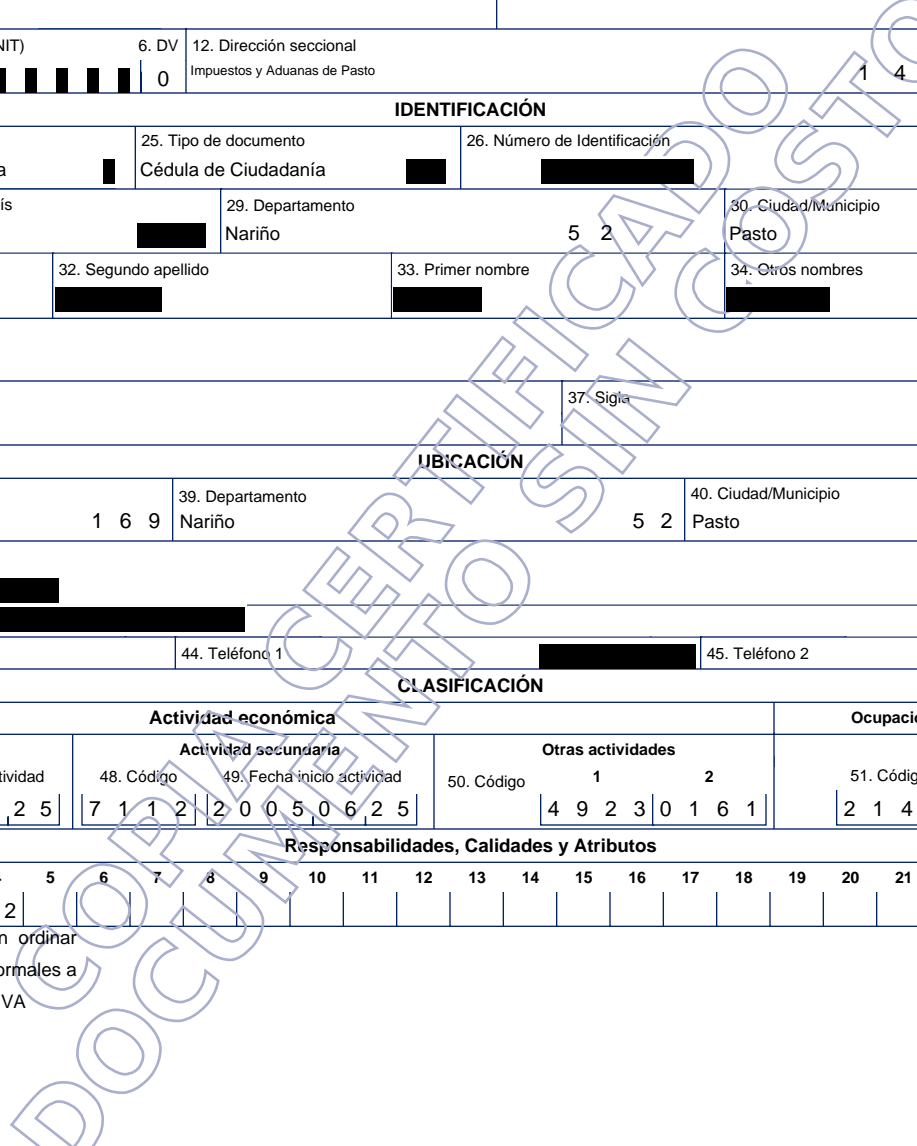 NIT) 6. DV 12. Dirección seccional
0 Impuestos y Aduanas de Pasto 1 4
IDENTIFICACIÓN
25. Tipo de documento 26. Número de Identificación
a Cédula de Ciudadanía
ís 29. Departamento 30. Ciudad/Municipio
Nariño 5 2 Pasto
32. Segundo apellido 33. Primer nombre 34. Otros nombres
37. Sigla
UBICACIÓN
39. Departamento 40. Ciudad/Municipio
1 6 9 Nariño 5 2 Pasto
44. Teléfono 1 45. Teléfono 2
CLASIFICACIÓN
Actividad económica Ocupació
Actividad secundaria Otras actividades
tividad 48. Código 49. Fecha inicio actividad 50. Código 1 2 51. Códig
2 5 7 1 1 2 2 0 0 5 0 6 2 5 4 9 2 3 0 1 6 1 2 1 4
Responsabilidades, Calidades y Atributos
5 6 7 8 9 10 11 12 13 14 15 16 17 18 19 20 21
2
n ordinar
ormales a
VA
COPIA CERTIFICADO
DOCUMENTO SIN COSTO